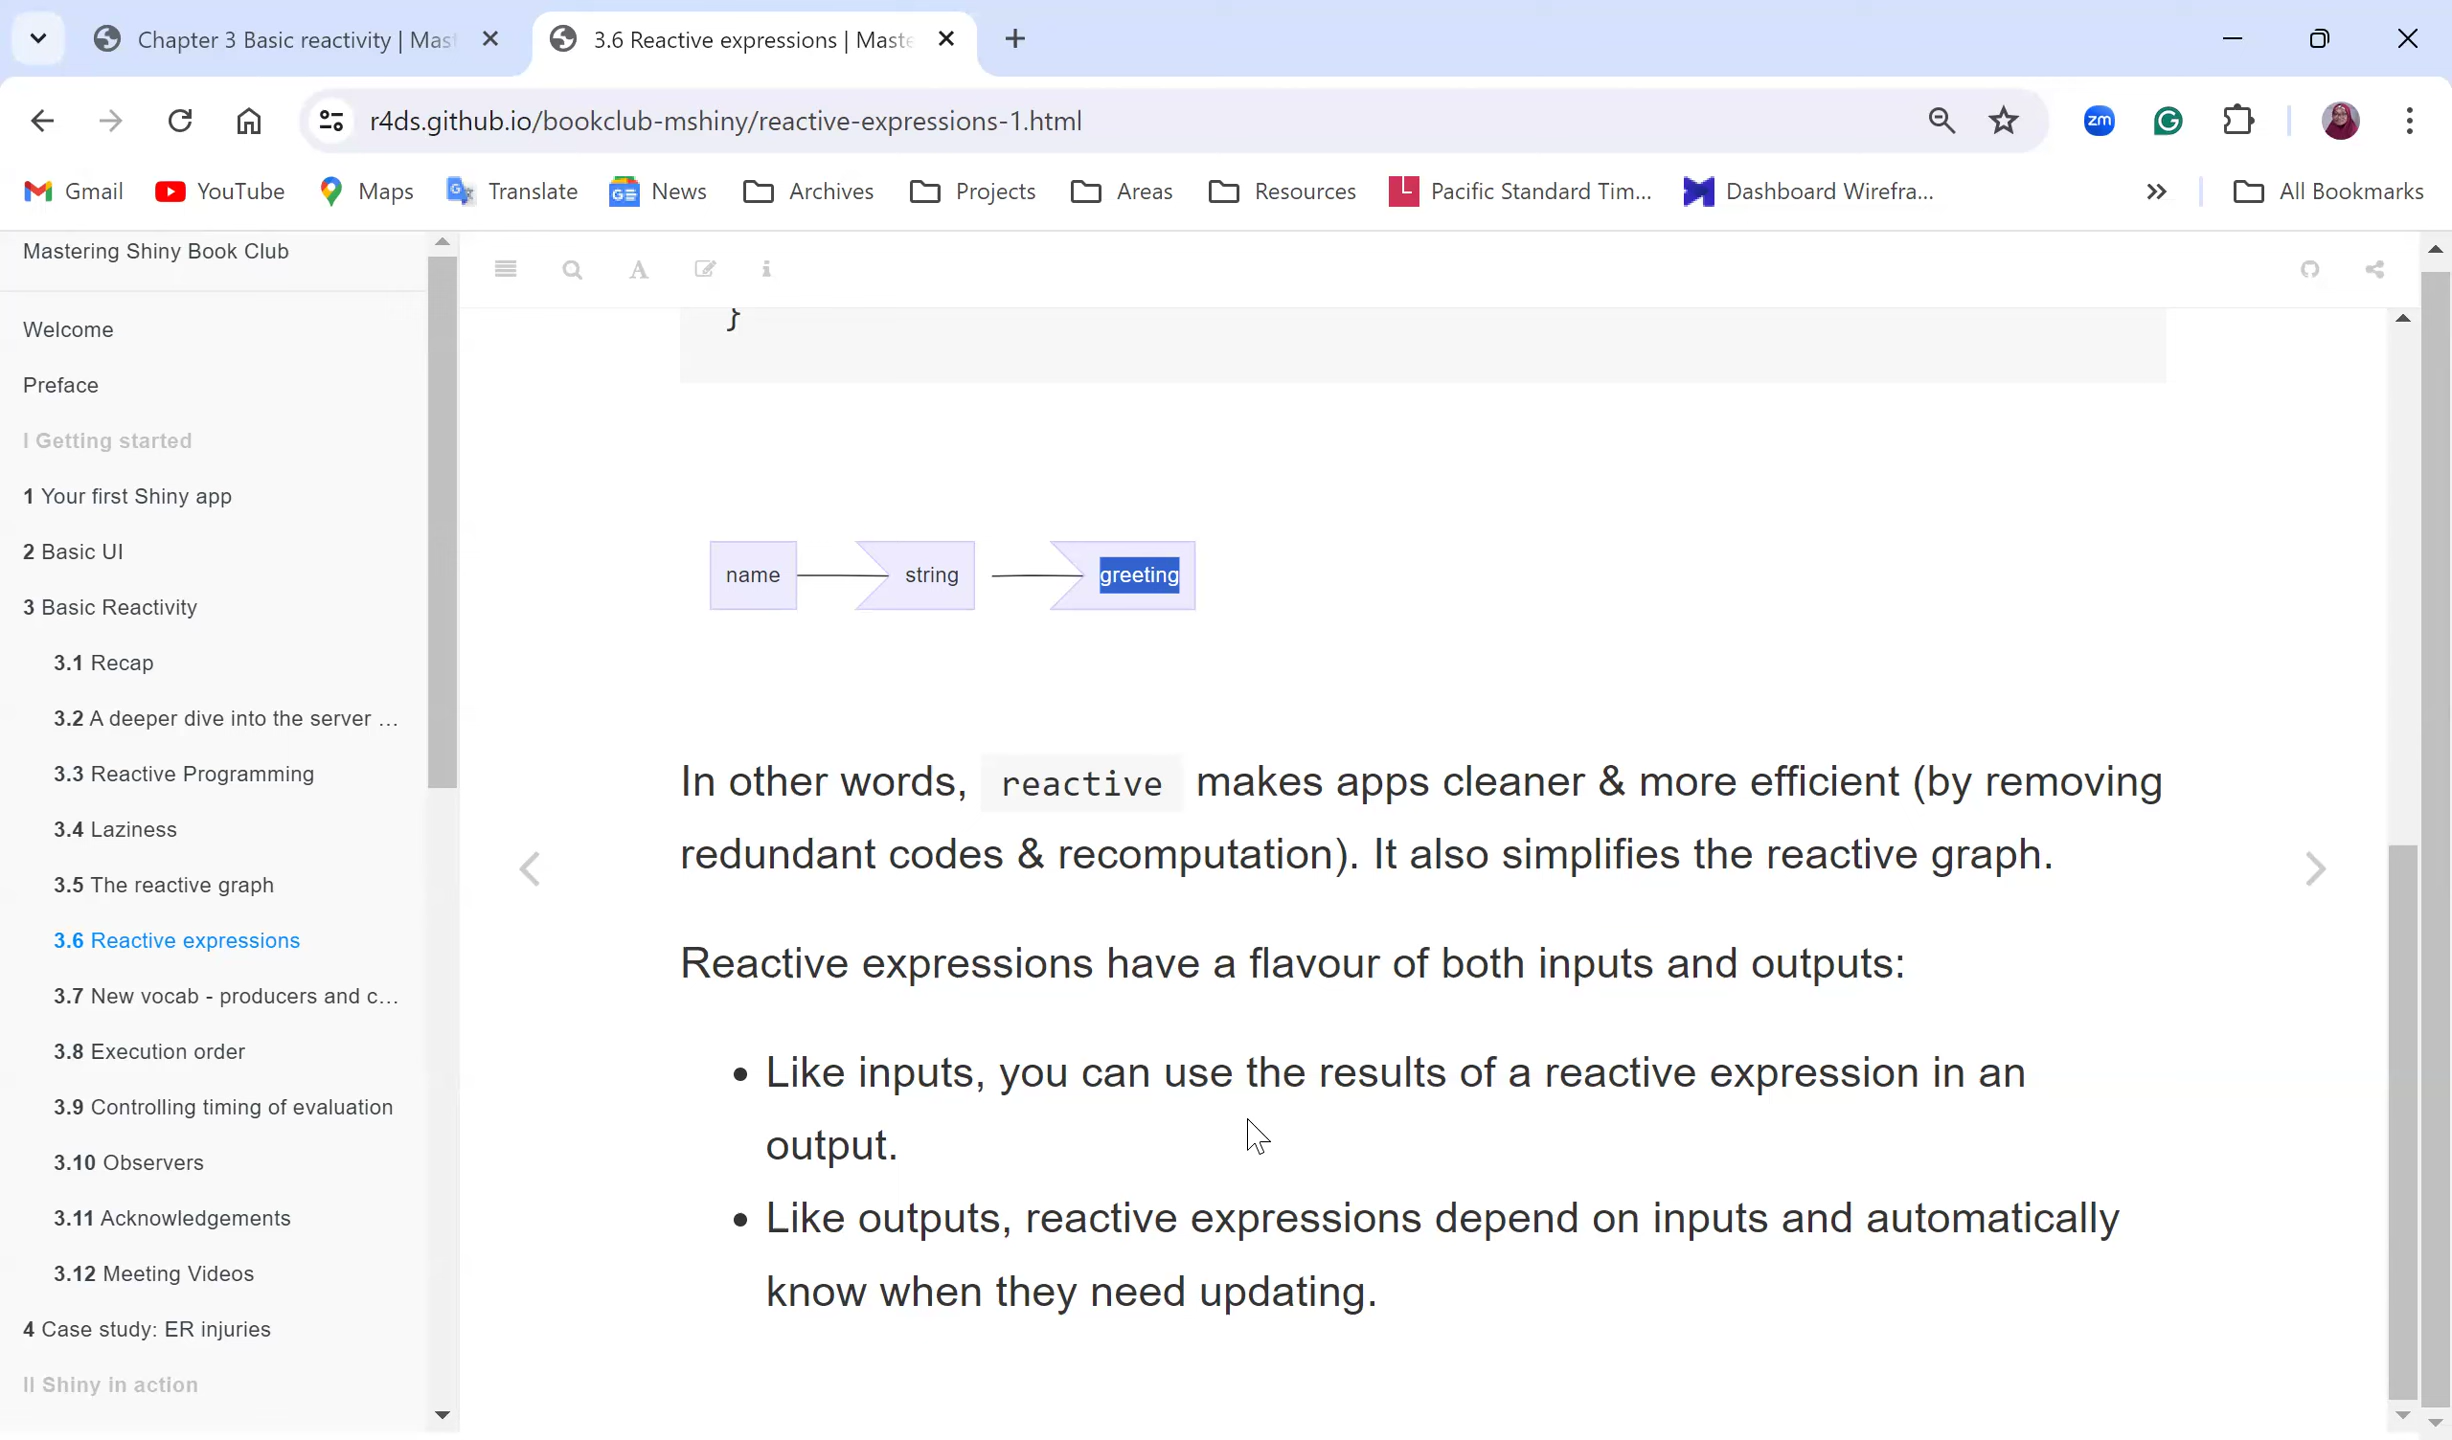 Chapter 3 Basic reactivity | Mas
3.6 Reactive expressions | Maste
r4ds.github.io/bookclub-mshiny/reactive-expressions-1.html
zm
Gmail
YouTube
Maps
Translate
News
Archives
Projects
Areas
Resources
Pacific Standard Tim...
Dashboard Wirefra...
All Bookmarks
Mastering Shiny Book Club
Welcome
Preface
I Getting started
1 Your first Shiny app
2 Basic UI
3 Basic Reactivity
3.1 Recap
3.2 A deeper dive into the server ...
3.3 Reactive Programming
3.4 Laziness
3.5 The reactive graph
3.6 Reactive expressions
3.7 New vocab - producers and c...
3.8 Execution order
3.9 Controlling timing of evaluation
3.10 Observers
3.11 Acknowledgements
3.12 Meeting Videos
4 Case study: ER injuries
II Shiny in action
}
name
string
greeting
In other words, reactive makes apps cleaner & more efficient (by removing
redundant codes & recomputation). It also simplifies the reactive graph.
Reactive expressions have a flavour of both inputs and outputs:
• Like inputs, you can use the results of a reactive expression in an
output.
• Like outputs, reactive expressions depend on inputs and automatically
know when they need updating.